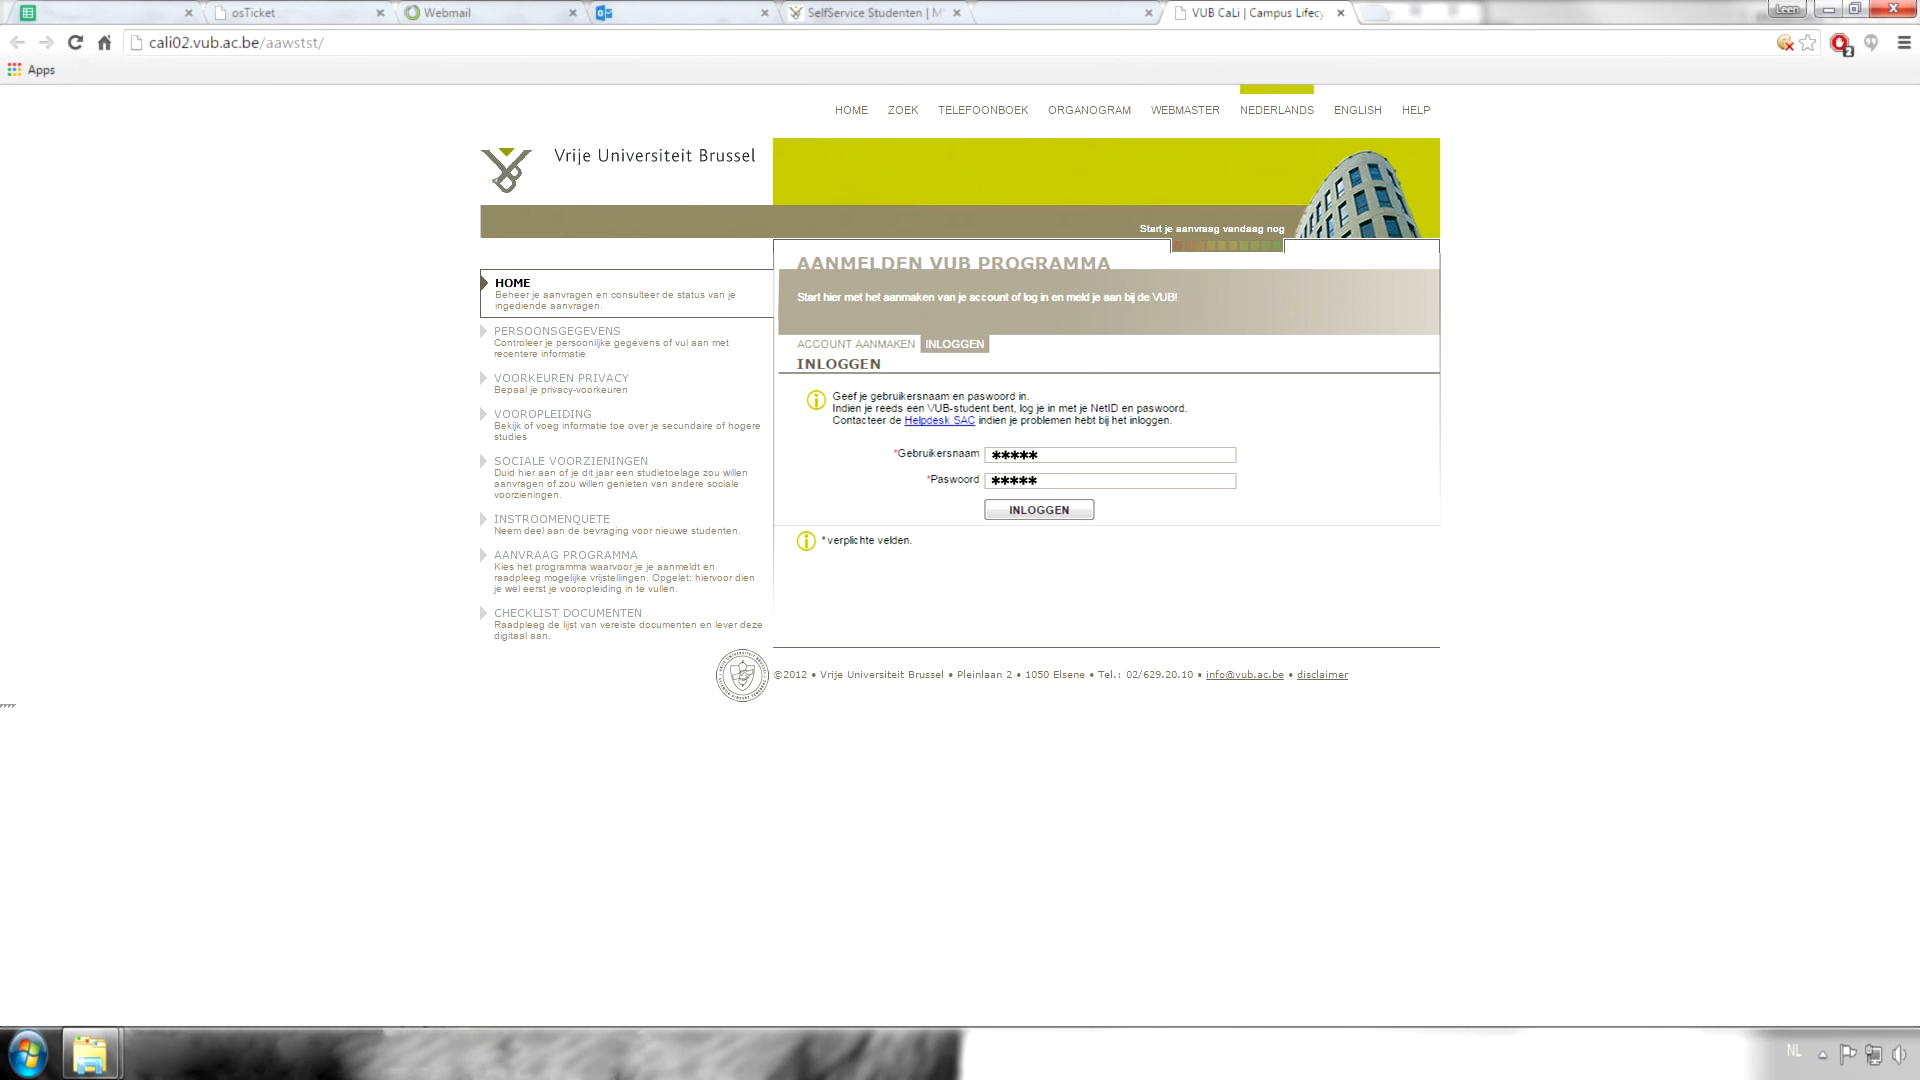 osTicket
Webmail
SelfService Studenten | M
VUB CaLi | Campus Lifecy
Leen
cali02.vub.ac.be/aawstst/
2
Apps
HOME ZOEK TELEFOONBOEK ORGANOGRAM WEBMASTER NEDERLANDS ENGLISH HELP
Vrije Universiteit Brussel
Start je aanvraag vandaag nog
AANMELDEN VUB PROGRAMMA
Start hier met het aanmaken van je account of log in en meld je aan bij de VUB!
HOME
Beheer je aanvragen en consulteer de status van je
ingediende aanvragen.
PERSOONSGEGEVENS
Controleer je persoonlijke gegevens of vul aan met
recentere informatie
VOORKEUREN PRIVACY
Bepaal je privacy-voorkeuren
VOOROPLEIDING
Bekijk of voeg informatie toe over je secundaire of hogere
studies
SOCIALE VOORZIENINGEN
Duid hier aan of je dit jaar een studietoelage zou willen
aanvragen of zou willen genieten van andere sociale
voorzieningen.
INSTROOMENQUETE
Neem deel aan de bevraging voor nieuwe studenten.
AANVRAAG PROGRAMMA
Kies het programma waarvoor je je aanmeldt en
raadpleeg mogelijke vrijstellingen. Opgelet: hiervoor dien
je wel eerst je vooropleiding in te vullen.
CHECKLIST DOCUMENTEN
Raadpleeg de lijst van vereiste documenten en lever deze
digitaal aan.
ACCOUNT AANMAKEN INLOGGEN
INLOGGEN
Geef je gebruikersnaam en paswoord in.
Indien je reeds een VUB-student bent, log je in met je NetID en paswoord.
Contacteer de Helpdesk SAC indien je problemen hebt bij het inloggen.
*Gebruikersnaam *****
*Paswoord *****
INLOGGEN
* verplichte velden.
©2012 • Vrije Universiteit Brussel • Pleinlaan 2 • 1050 Elsene • Tel.: 02/629.20.10 • info@vub.ac.be • disclaimer
NL